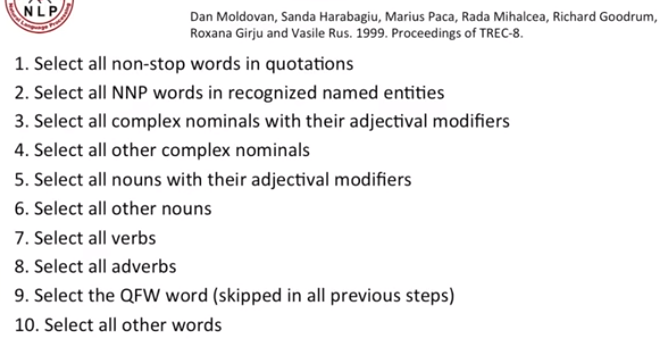 NLP
Dan Moldovan, Sanda Harabagiu, Marius Paca, Rada Mihalcea, Richard Goodrum,
Roxana Girju and Vasile Rus. 1999. Proceedings of TREC-8.
1. Select all non-stop words in quotations
2. Select all NNP words in recognized named entities
3. Select all complex nominals with their adjectival modifiers
4. Select all other complex nominals
5. Select all nouns with their adjectival modifiers
6. Select all other nouns
7. Select all verbs
8. Select all adverbs
9. Select the QFW word (skipped in all previous steps)
10. Select all other words